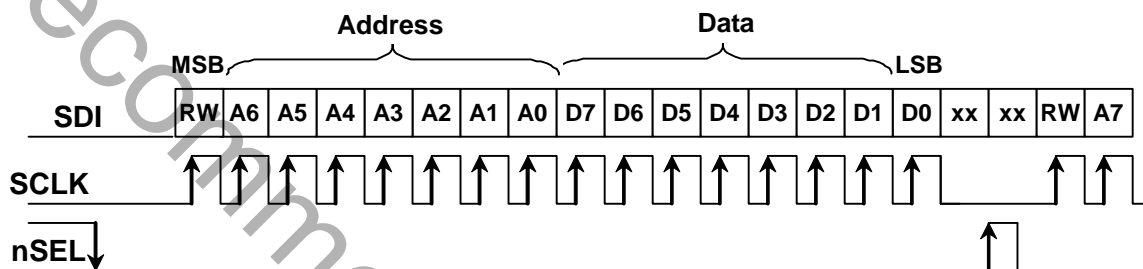 Address Data
MSB LSB
SDI RW A6 A5 A4 A3 A2 A1 A0 D7 D6 D5 D4 D3 D2 D1 D0 xx xx RW A7
SCLK
nSEL
ecomme